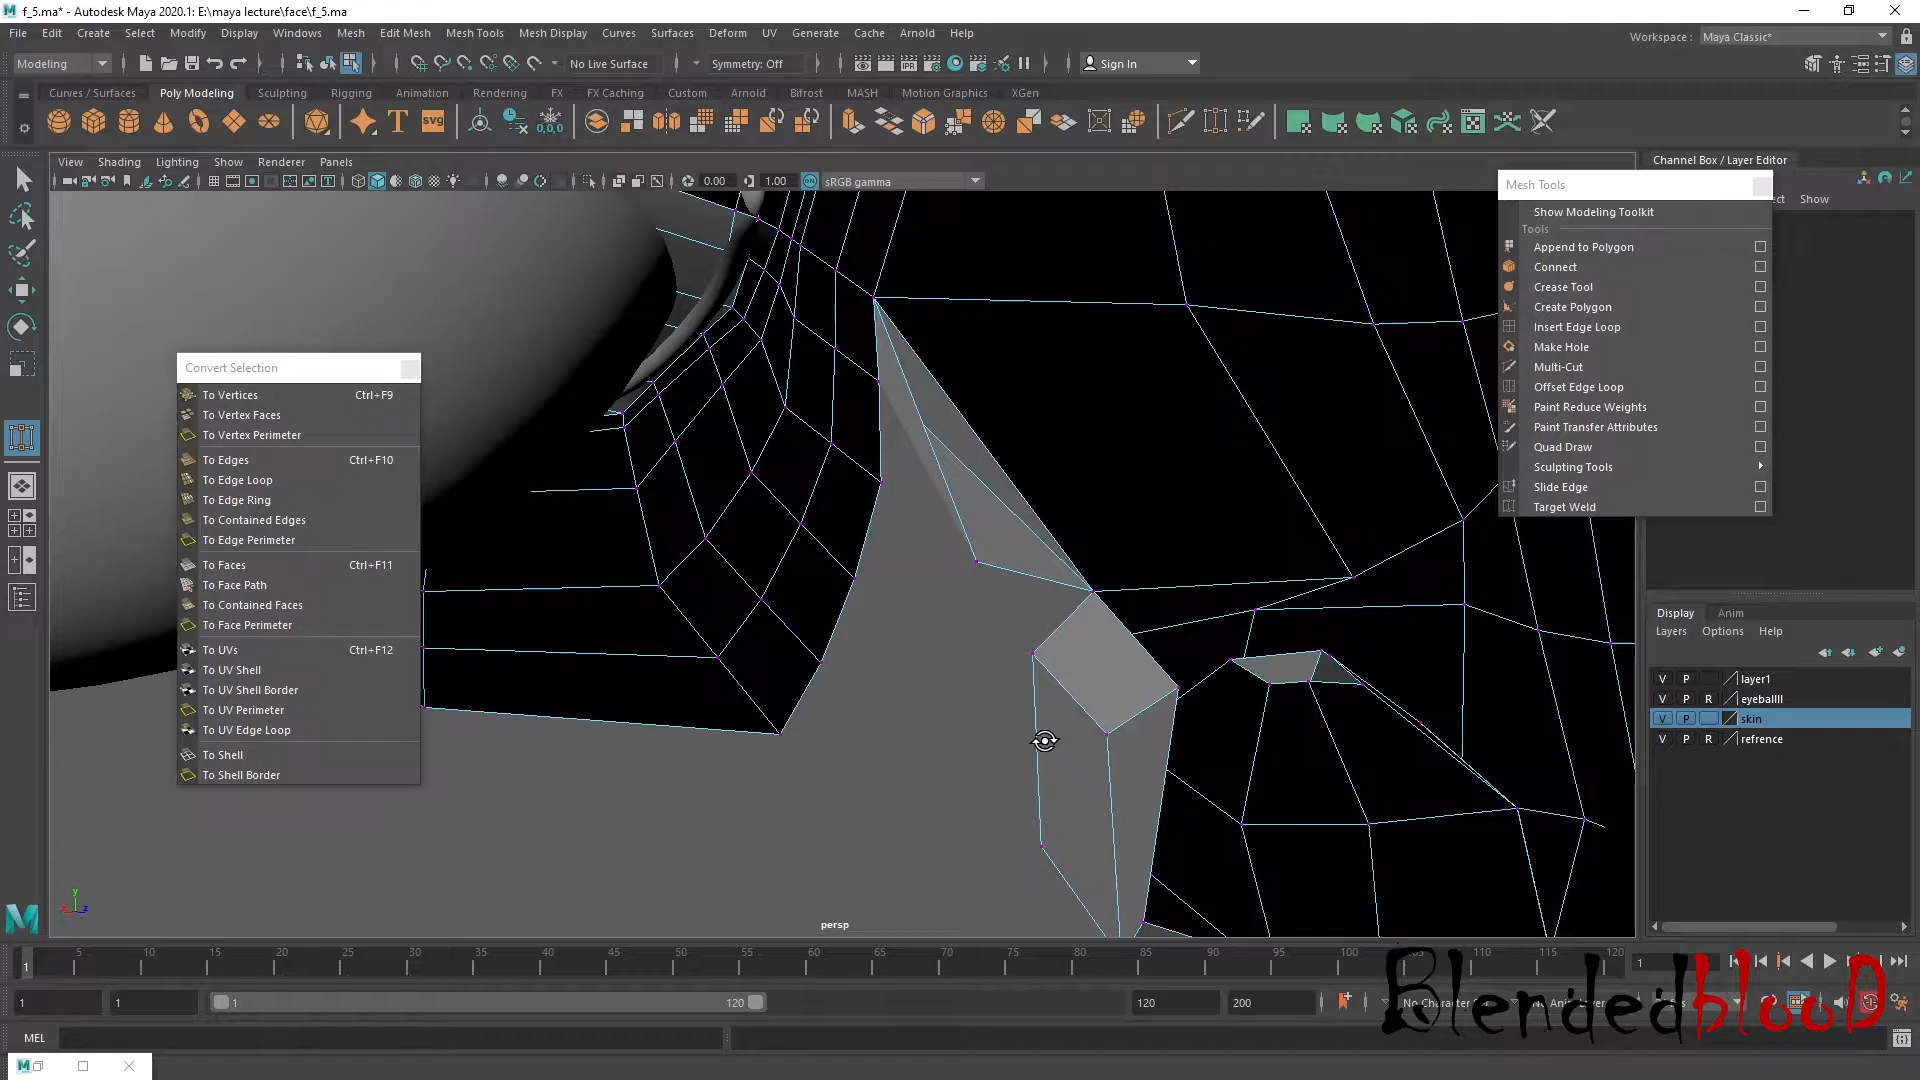 f_5.ma* - Autodesk Maya 2020.1: E:\maya lecture\face\f_5.ma
File Edit Create Select Modify Display Windows Mesh Edit Mesh Mesh Tools Mesh Display Curves Surfaces Deform UV Generate Cache Arnold Help
Workspace : Maya Classic*
Modeling No Live Surface Symmetry: Off Sign In
Curves / Surfaces Poly Modeling Sculpting Rigging Animation Rendering FX FX Caching Custom Arnold Bifrost MASH Motion Graphics XGen
T svg 0,0,0
View Shading Lighting Show Renderer Panels
0.00 1.00 ON sRGB gamma
Channel Box / Layer Editor
Show
Mesh Tools
Show Modeling Toolkit
Tools
Append to Polygon
Connect
Crease Tool
Create Polygon
Insert Edge Loop
Make Hole
Multi-Cut
Offset Edge Loop
Paint Reduce Weights
Paint Transfer Attributes
Quad Draw
Sculpting Tools
Slide Edge
Target Weld
Convert Selection
To Vertices Ctrl+F9
To Vertex Faces
To Vertex Perimeter
To Edges Ctrl+F10
To Edge Loop
To Edge Ring
To Contained Edges
To Edge Perimeter
To Faces Ctrl+F11
To Face Path
To Contained Faces
To Face Perimeter
To UVs Ctrl+F12
To UV Shell
To UV Shell Border
To UV Perimeter
To UV Edge Loop
To Shell
To Shell Border
Display Anim
Layers Options Help
V P layer1
V P R eyeballll
V P skin
V P R refrence
persp
5 10 15 20 25 30 35 40 45 50 55 60 65 70 75 80 85 90 95 100 105 110 115 120
1 1
1 1 1 120 120 200
MEL
BlendedblooD